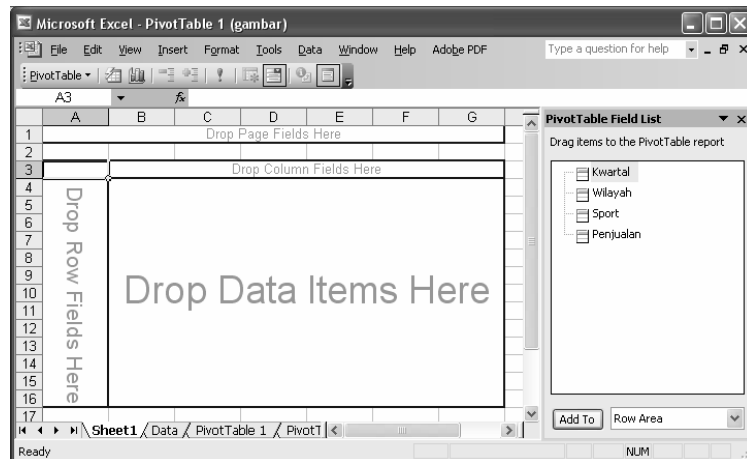 Microsoft Excel - PivotTable 1 (gambar)
File Edit View Insert Format Tools Data Window Help Adobe PDF Type a question for help
PivotTable
A3 fx
A B C D E F G
1 Drop Page Fields Here
2
3 Drop Column Fields Here
4
5
6
7
8
9
10
11
12
13
14
15
16
17
Drop Row Fields Here
Drop Data Items Here
PivotTable Field List
Drag items to the PivotTable report
Kwartal
Wilayah
Sport
Penjualan
Add To Row Area
Sheet1 Data PivotTable 1 PivotT
Ready NUM